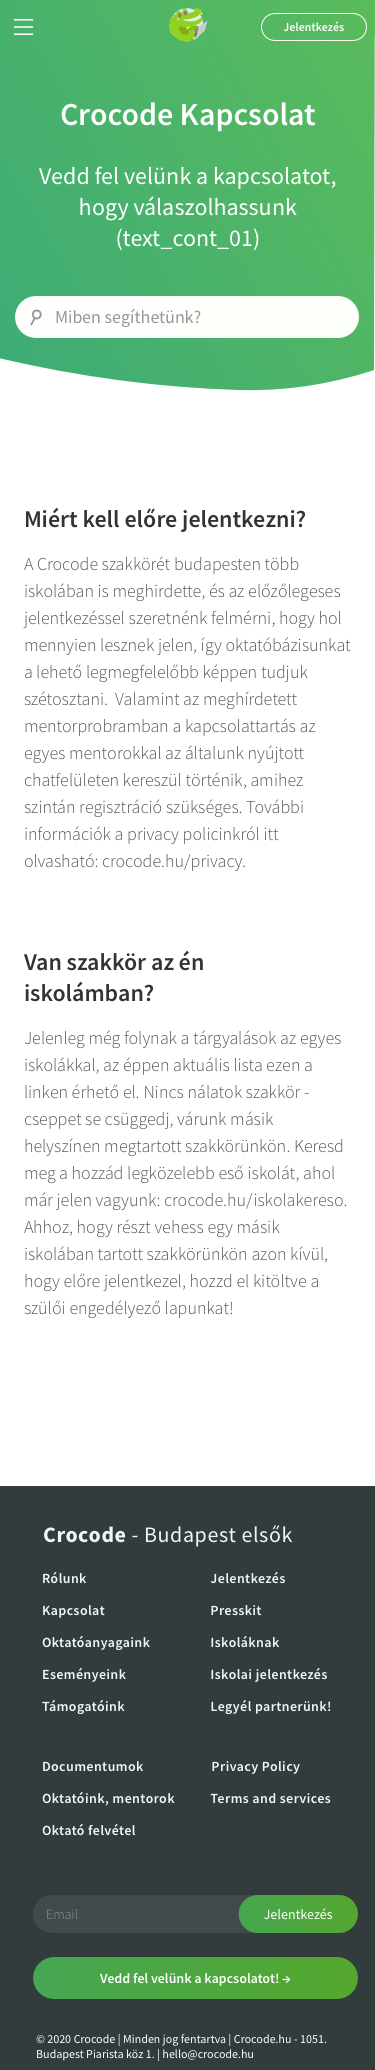 Jelentkezés
Crocode Kapcsolat
Vedd fel velünk a kapcsolatot,
hogy válaszolhassunk
(text_cont_01)
Miben segíthetünk?
Miért kell előre jelentkezni?
A Crocode szakkörét budapesten több
iskolában is meghirdette, és az előzőlegeses
jelentkezéssel szeretnénk felmérni, hogy hol
mennyien lesznek jelen, így oktatóbázisunkat
a lehető legmegfelelőbb képpen tudjuk
szétosztani.  Valamint az meghírdetett
mentorprobramban a kapcsolattartás az
egyes mentorokkal az általunk nyújtott
chatfelületen kereszül történik, amihez
szintán regisztráció szükséges. További
információk a privacy policinkról itt
olvasható: crocode.hu/privacy.
Van szakkör az én
iskolámban?
Jelenleg még folynak a tárgyalások az egyes
iskolákkal, az éppen aktuális lista ezen a
linken érhető el. Nincs nálatok szakkör -
cseppet se csüggedj, várunk másik
helyszínen megtartott szakkörünkön. Keresd
meg a hozzád legközelebb eső iskolát, ahol
már jelen vagyunk: crocode.hu/iskolakereso.
Ahhoz, hogy részt vehess egy másik
iskolában tartott szakkörünkön azon kívül,
hogy előre jelentkezel, hozzd el kitöltve a
szülői engedélyező lapunkat!
Crocode - Budapest elsők
Rólunk
Jelentkezés
Kapcsolat
Presskit
Oktatóanyagaink
Iskoláknak
Eseményeink
Iskolai jelentkezés
Támogatóink
Legyél partnerünk!
Documentumok
Privacy Policy
Oktatóink, mentorok
Terms and services
Oktató felvétel
Email
Jelentkezés
Vedd fel velünk a kapcsolatot! →
© 2020 Crocode | Minden jog fentartva | Crocode.hu - 1051.
Budapest Piarista köz 1. | hello@crocode.hu